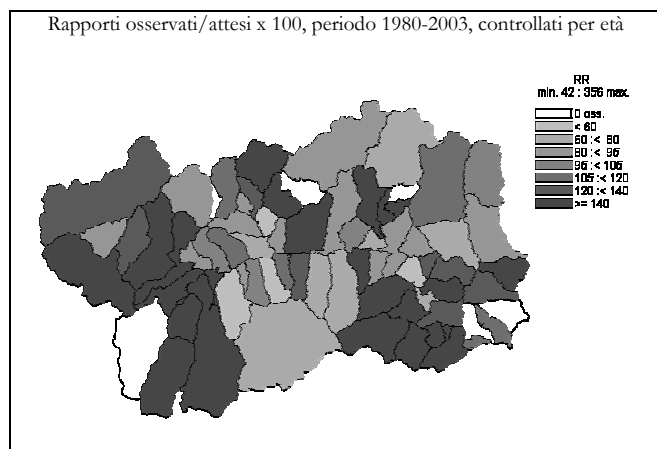 Rapporti osservati/attesi x 100, periodo 1980-2003, controllati per età
RR
min. 42 : 356 max.
0 oss.
< 60
60 :< 80
80 :< 95
95 :< 105
105 :< 120
120 :< 140
>= 140